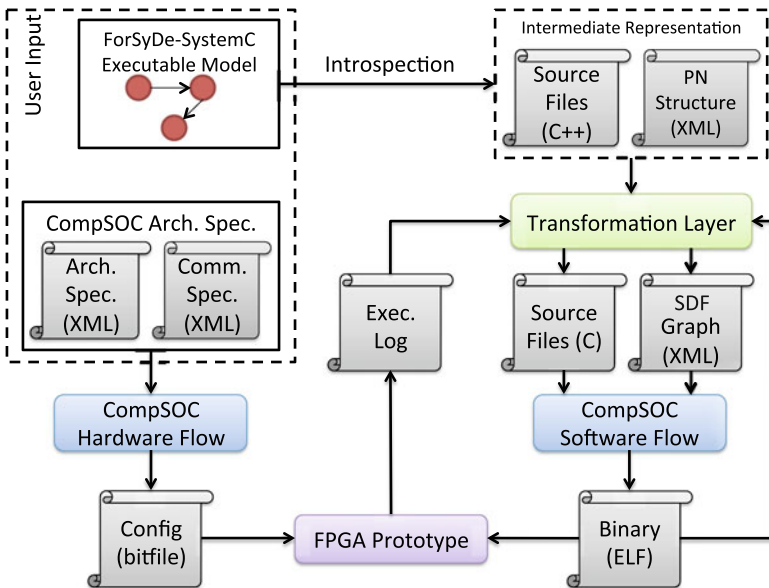 User Input
ForSyDe-SystemC
Executable Model
Introspection
Intermediate Representation
Source
Files
(C++)
PN
Structure
(XML)
CompSOC Arch. Spec.
Arch.
Spec.
(XML)
Comm.
Spec.
(XML)
Transformation Layer
Exec.
Log
Source
Files (C)
SDF
Graph
(XML)
CompSOC
Hardware Flow
CompSOC
Software Flow
Config
(bitfile)
FPGA Prototype
Binary
(ELF)